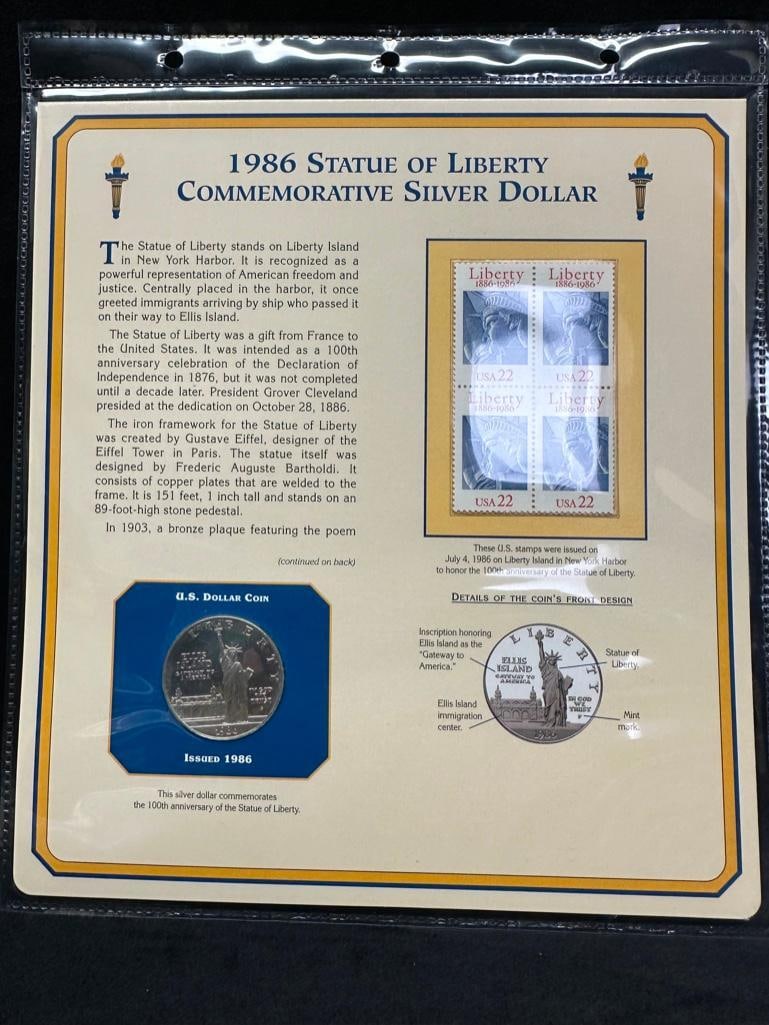 1986 STATUE OF LIBERTY
COMMEMORATIVE SILVER DOLLAR
The Statue of Liberty stands on Liberty Island
in New York Harbor. It is recognized as a
powerful representation of American freedom and
justice. Centrally placed in the harbor, it once
greeted immigrants arriving by ship who passed it
on their way to Ellis Island.
The Statue of Liberty was a gift from France to
the United States. It was intended as a 100th
anniversary celebration of the Declaration of
Independence in 1876, but it was not completed
until a decade later. President Grover Cleveland
presided at the dedication on October 28, 1886.
The iron framework for the Statue of Liberty
was created by Gustave Eiffel, designer of the
Eiffel Tower in Paris. The statue itself was
designed by Frederic Auguste Bartholdi. It
consists of copper plates that are welded to the
frame. It is 151 feet, 1 inch tall and stands on an
89-foot-high stone pedestal.
In 1903, a bronze plaque featuring the poem
(continued on back)
Liberty
1886-1986
USA 22
Liberty
1886-1986
USA 22
Liberty
1886-1986
USA 22
Liberty
1886-1986
USA 22
These U.S. stamps were issued on
July 4, 1986 on Liberty Island in New York Harbor
to honor the 100th anniversary of the Statue of Liberty.
U.S. DOLLAR COIN
LIBERTY
ELLIS
ISLAND
GATEWAY TO
AMERICA
TRUST
1986
ISSUED 1986
This silver dollar commemorates
the 100th anniversary of the Statue of Liberty.
DETAILS OF THE COIN'S FRONT DESIGN
Inscription honoring
Ellis Island as the
"Gateway to
America."
Ellis Island
immigration
center.
LIBERTY
ELLIS
ISLAND
GATEWAY TO
AMERICA
IN GOD
WE
TRUST
P
1986
Statue of
Liberty.
Mint
mark.